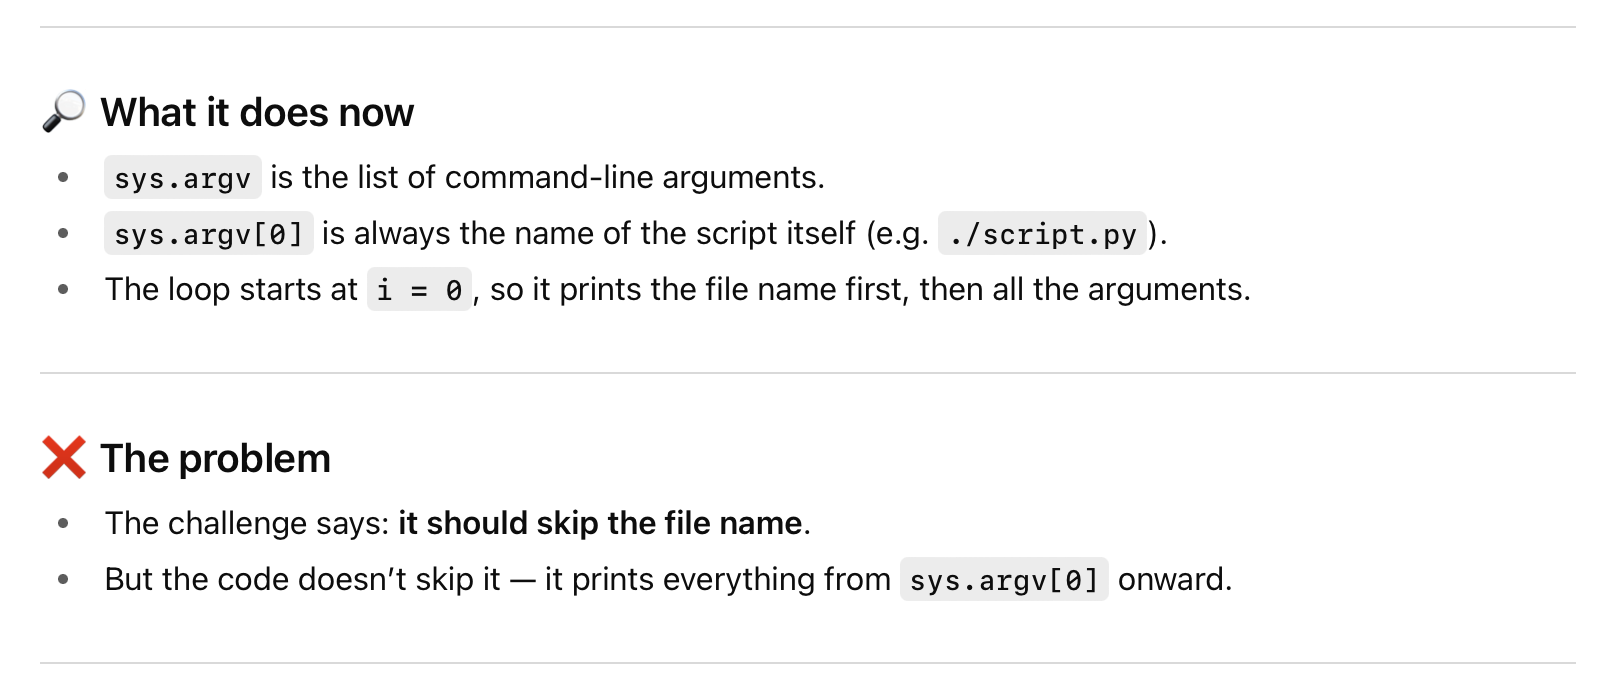 🔎 What it does now
• sys.argv is the list of command-line arguments.
• sys.argv[0] is always the name of the script itself (e.g. ./script.py).
• The loop starts at i = 0, so it prints the file name first, then all the arguments.
❌ The problem
• The challenge says: it should skip the file name.
• But the code doesn’t skip it — it prints everything from sys.argv[0] onward.